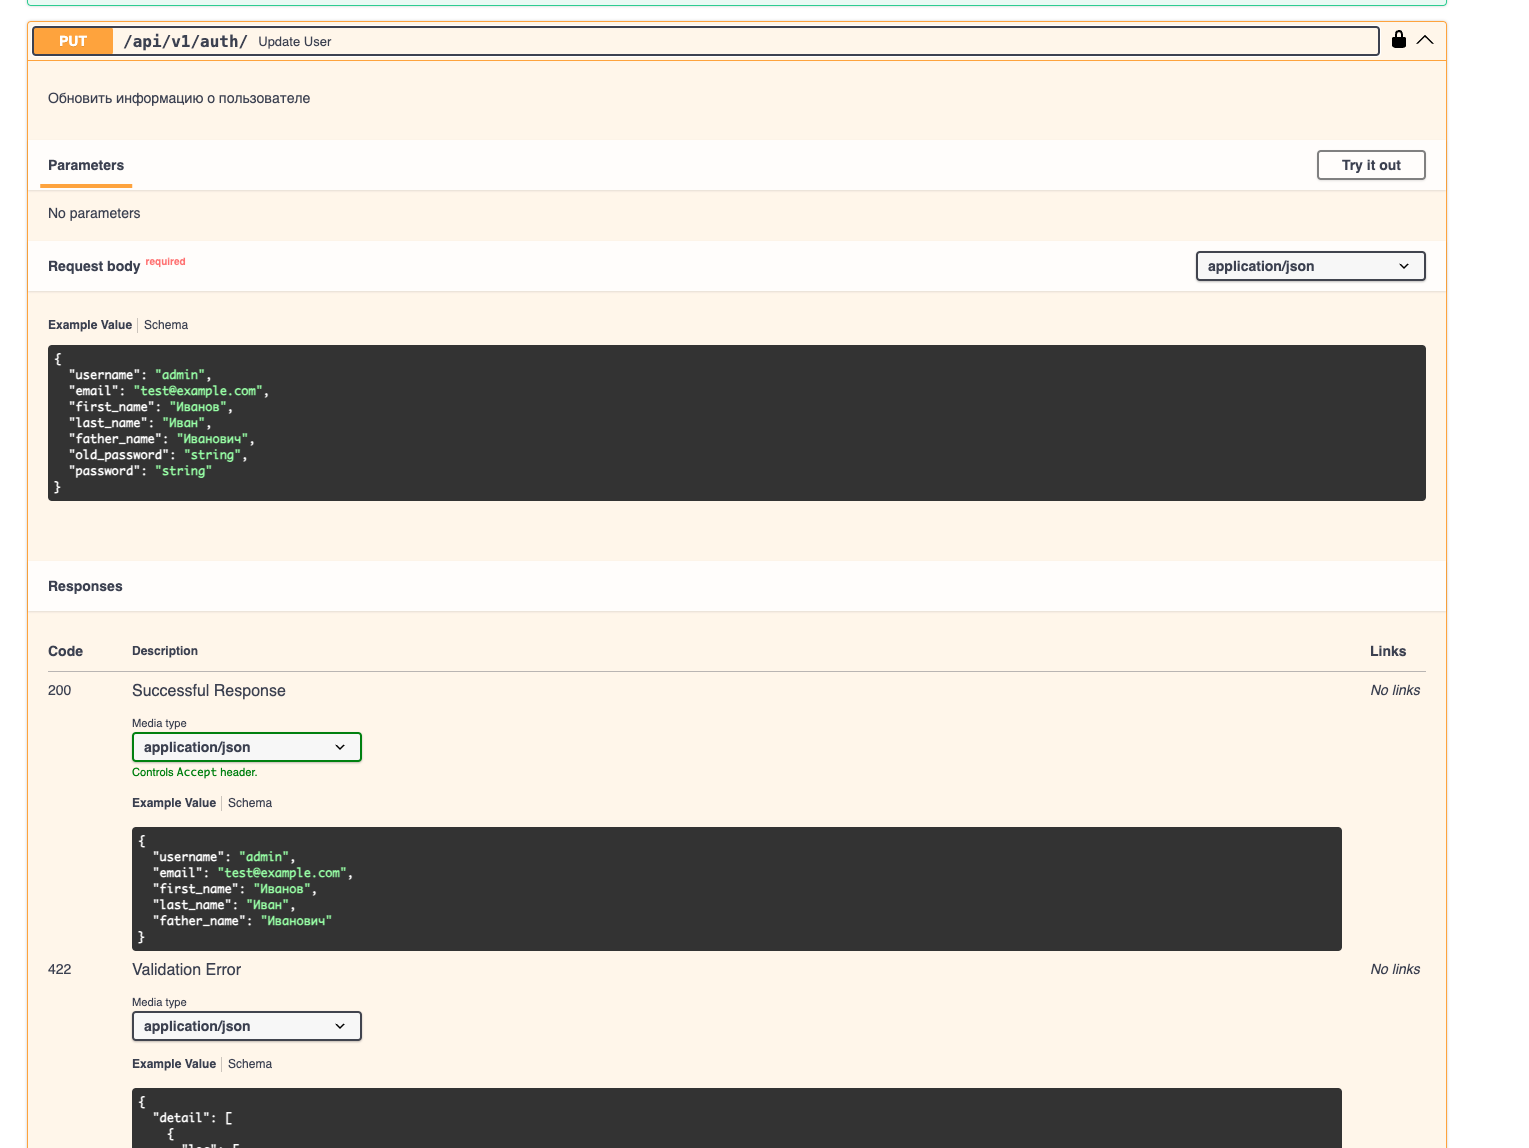 PUT /api/v1/auth/ Update User
Обновить информацию о пользователе
Parameters
Try it out
No parameters
Request body required
application/json
Example Value Schema
{
"username": "admin",
"email": "test@example.com",
"first_name": "Иванов",
"last_name": "Иван",
"father_name": "Иванович",
"old_password": "string",
"password": "string"
}
Responses
Code Description Links
200 Successful Response No links
Media type
application/json
Controls Accept header.
Example Value Schema
{
"username": "admin",
"email": "test@example.com",
"first_name": "Иванов",
"last_name": "Иван",
"father_name": "Иванович"
}
422 Validation Error No links
Media type
application/json
Example Value Schema
{
"detail": [
{